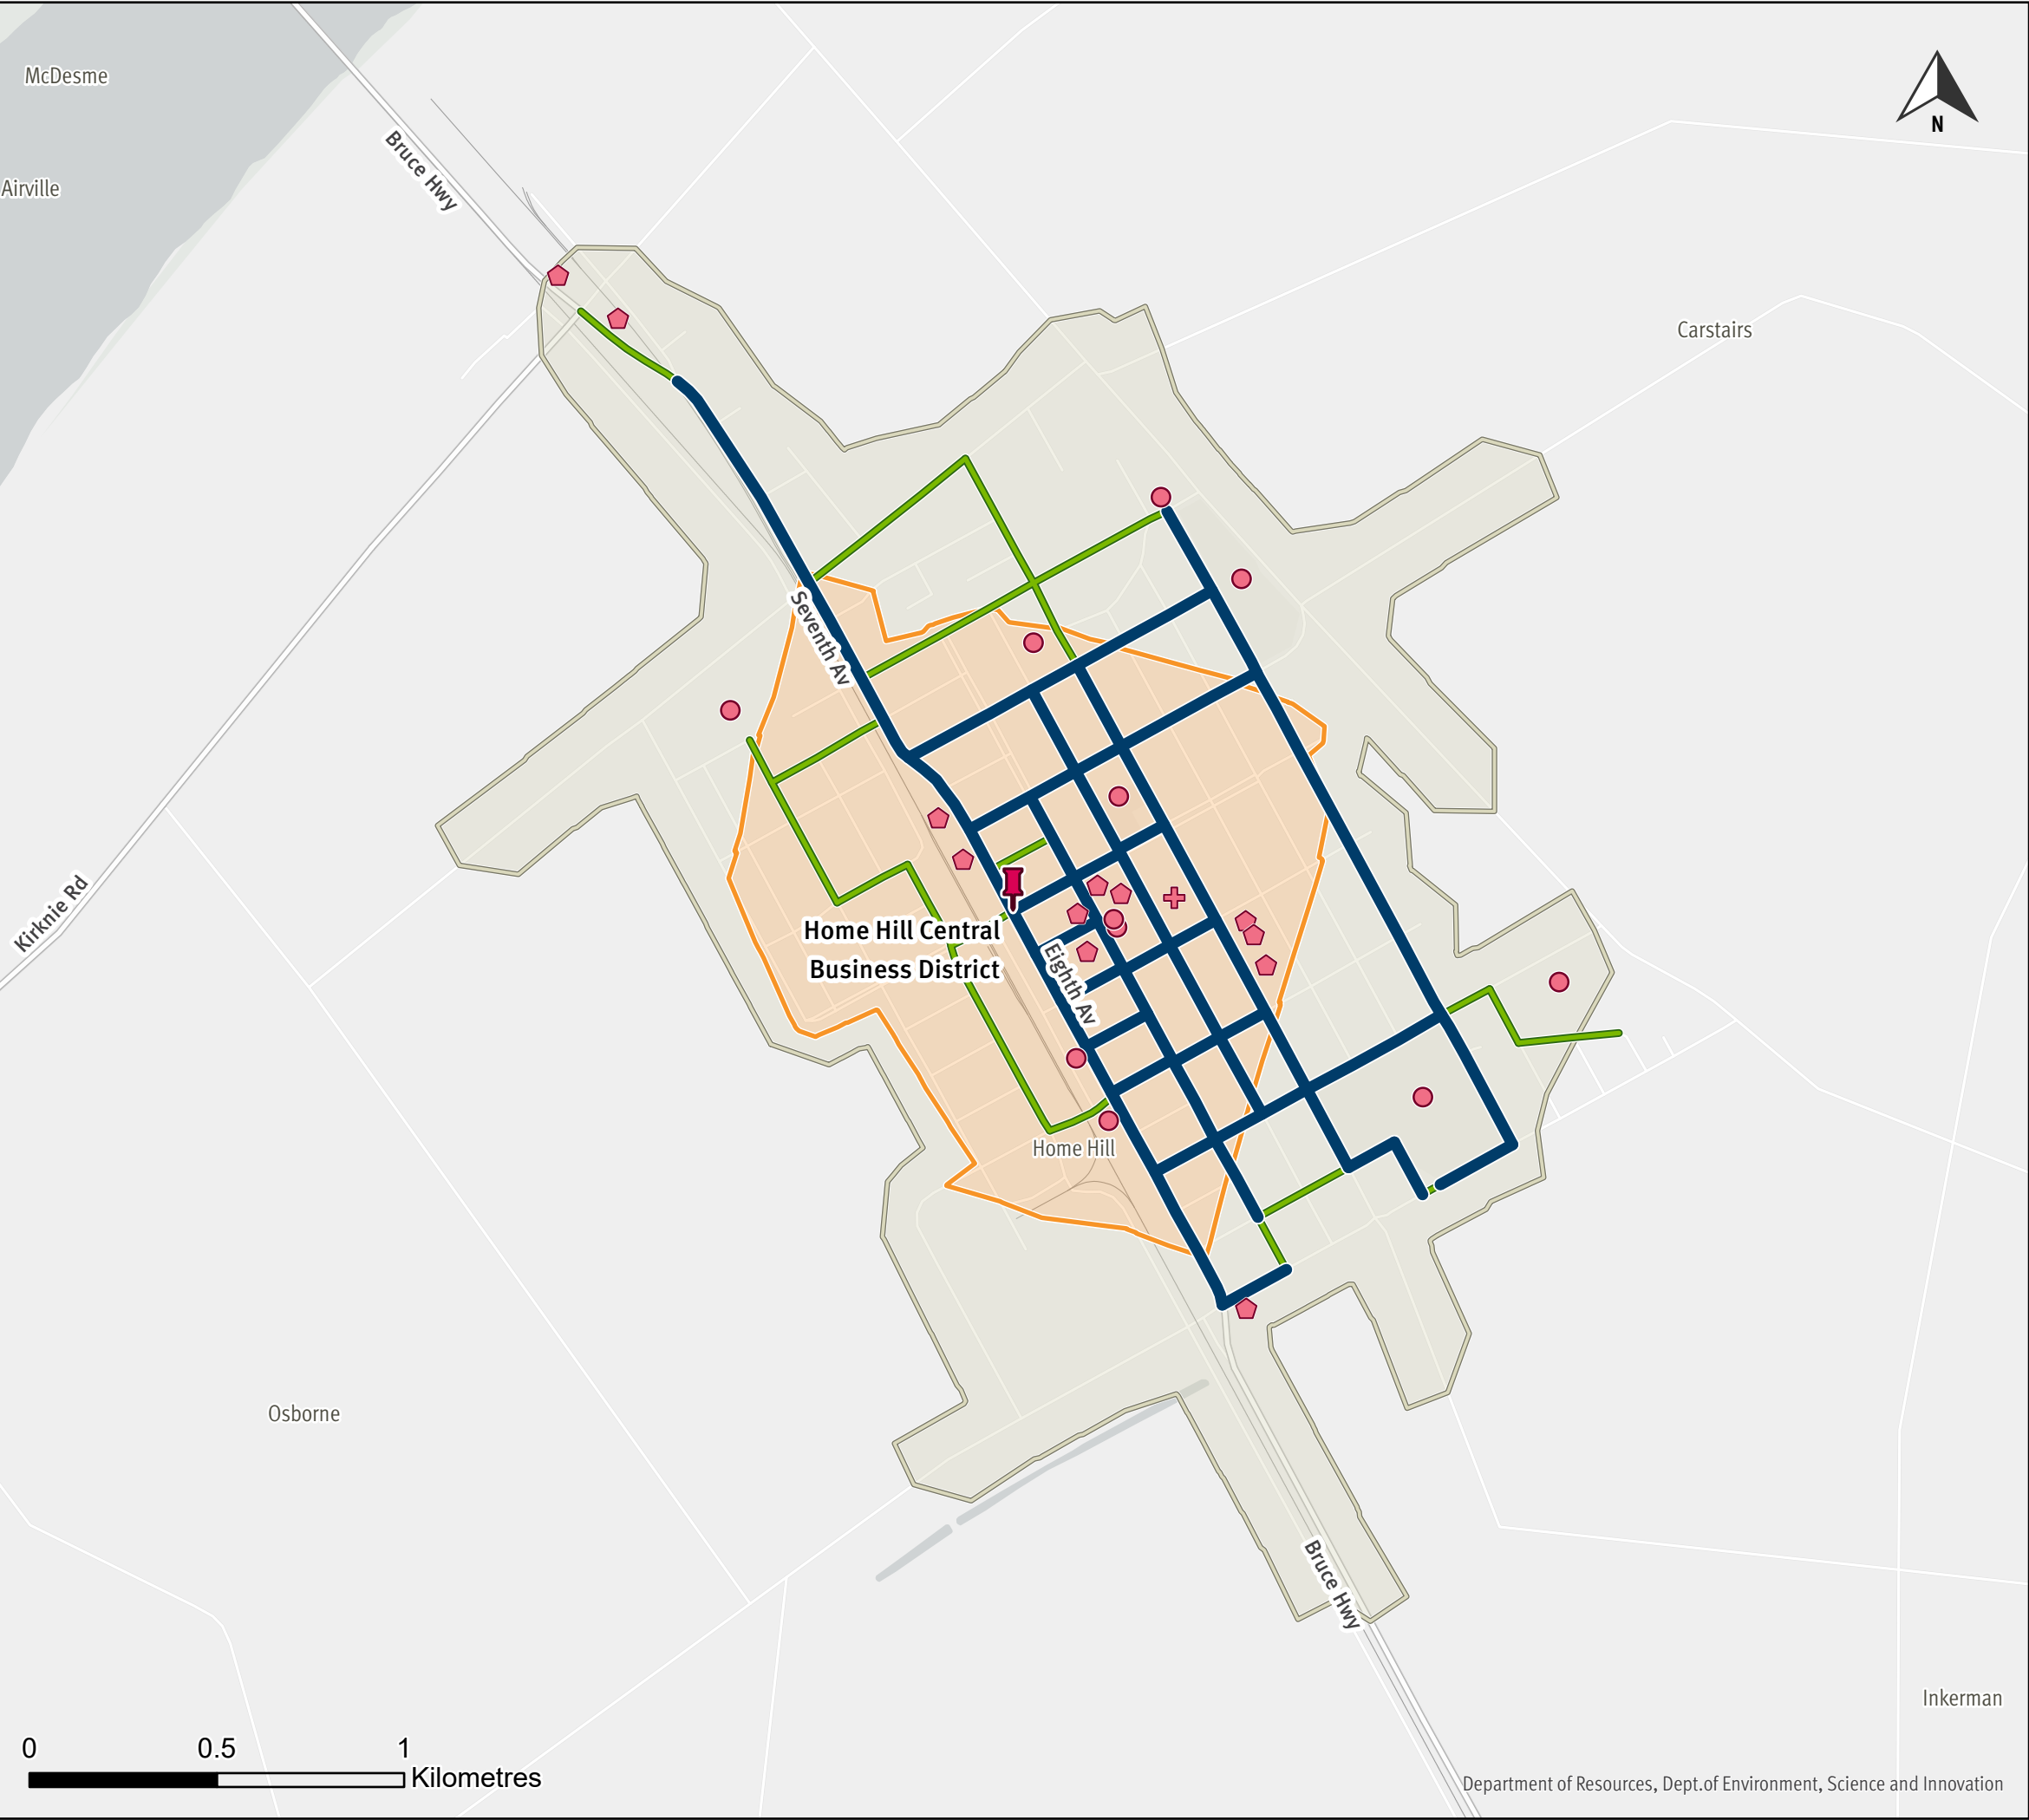 McDesme
N
Bruce Hwy
Airville
Carstairs
Seventh Av
Kirknie Rd
Home Hill Central
Business District
Eighth Av
Home Hill
Osborne
Bruce Hwy
Inkerman
0 0.5 1
Kilometres
Department of Resources, Dept.of Environment, Science and Innovation